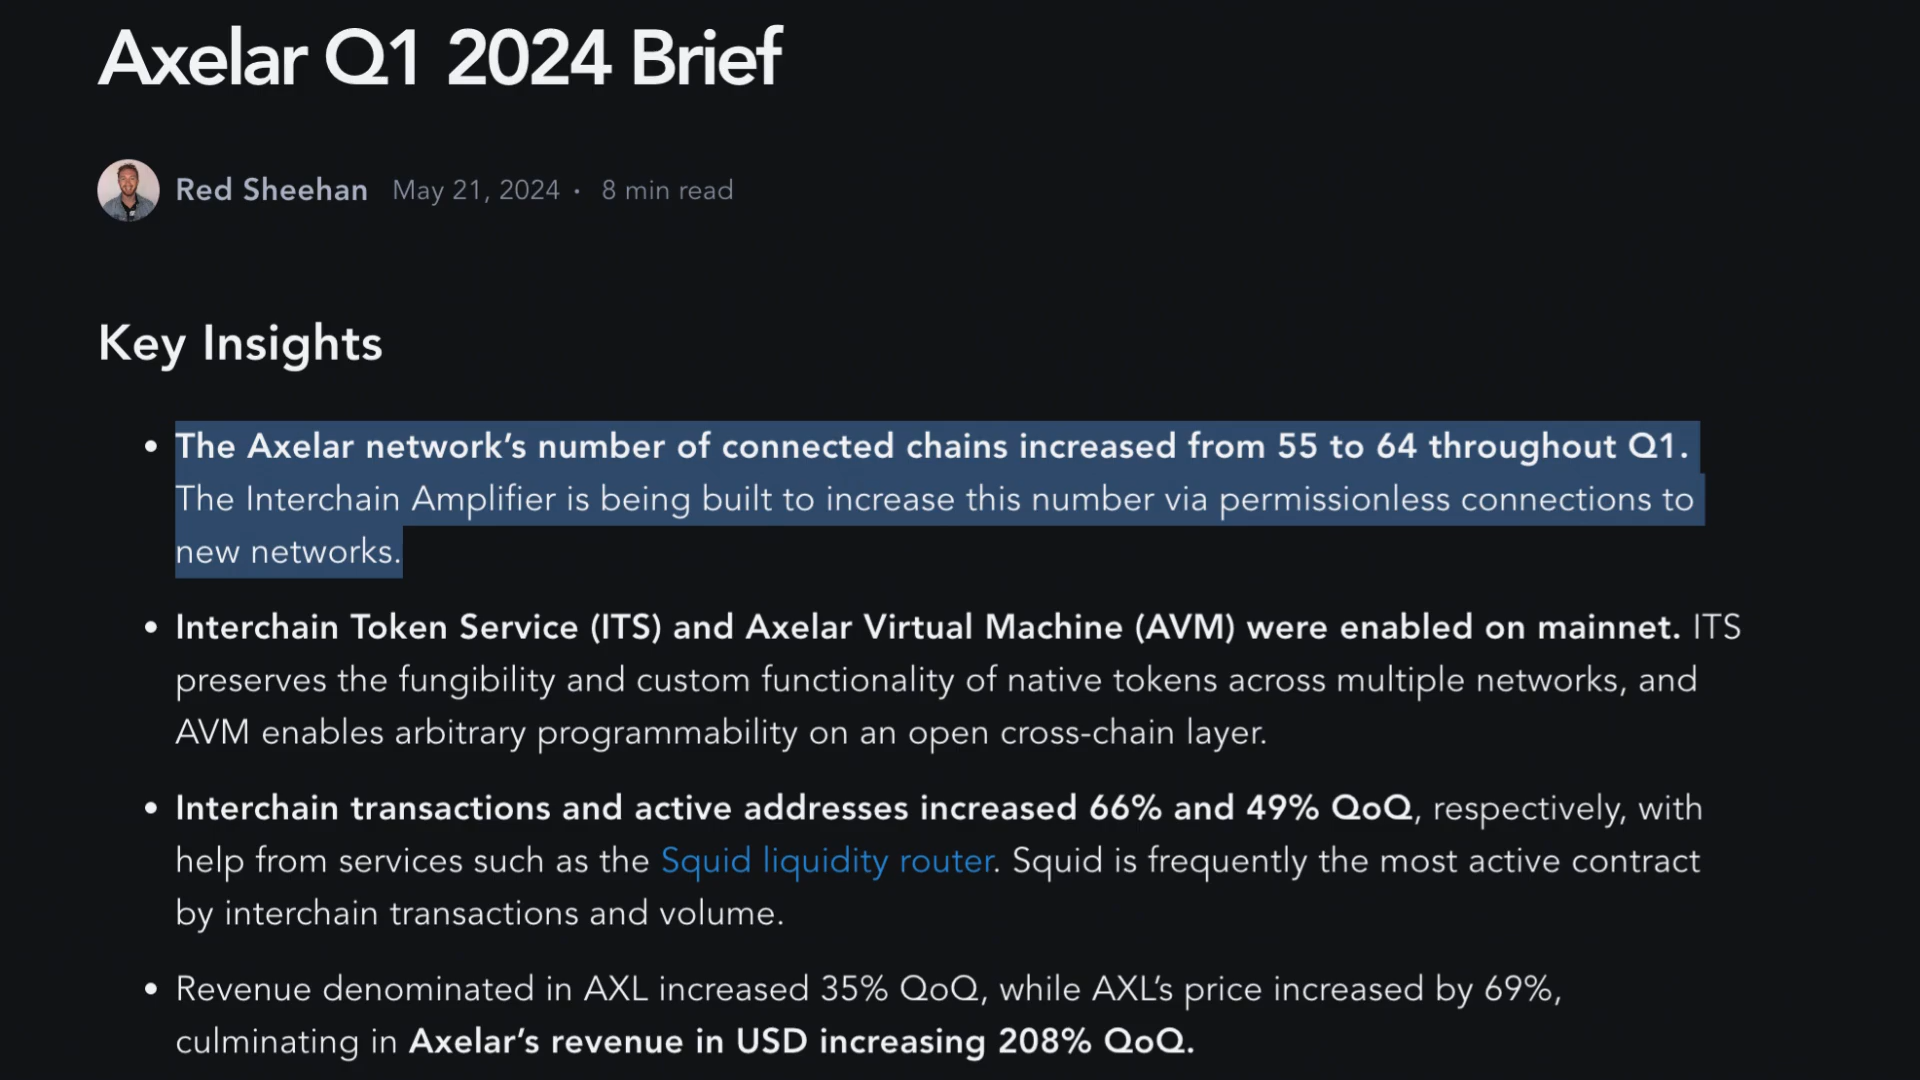 Axelar Q1 2024 Brief
Red Sheehan May 21, 2024 · 8 min read
Key Insights
• The Axelar network’s number of connected chains increased from 55 to 64 throughout Q1.
The Interchain Amplifier is being built to increase this number via permissionless connections to
new networks.
• Interchain Token Service (ITS) and Axelar Virtual Machine (AVM) were enabled on mainnet. ITS
preserves the fungibility and custom functionality of native tokens across multiple networks, and
AVM enables arbitrary programmability on an open cross-chain layer.
• Interchain transactions and active addresses increased 66% and 49% QoQ, respectively, with
help from services such as the Squid liquidity router. Squid is frequently the most active contract
by interchain transactions and volume.
• Revenue denominated in AXL increased 35% QoQ, while AXL’s price increased by 69%,
culminating in Axelar’s revenue in USD increasing 208% QoQ.